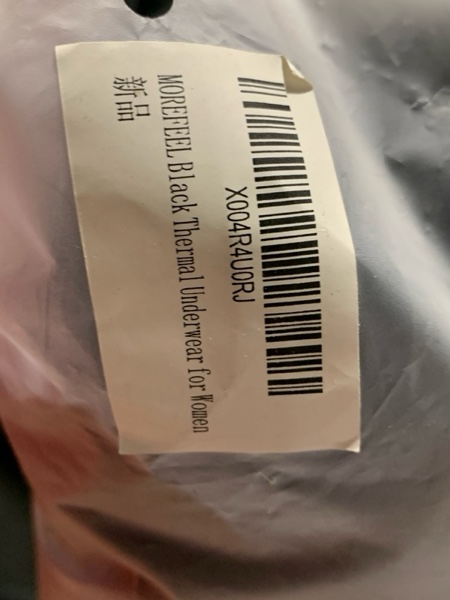 X004R4U0RJ
MOREFEEL Black Thermal Underwear for Women
新品